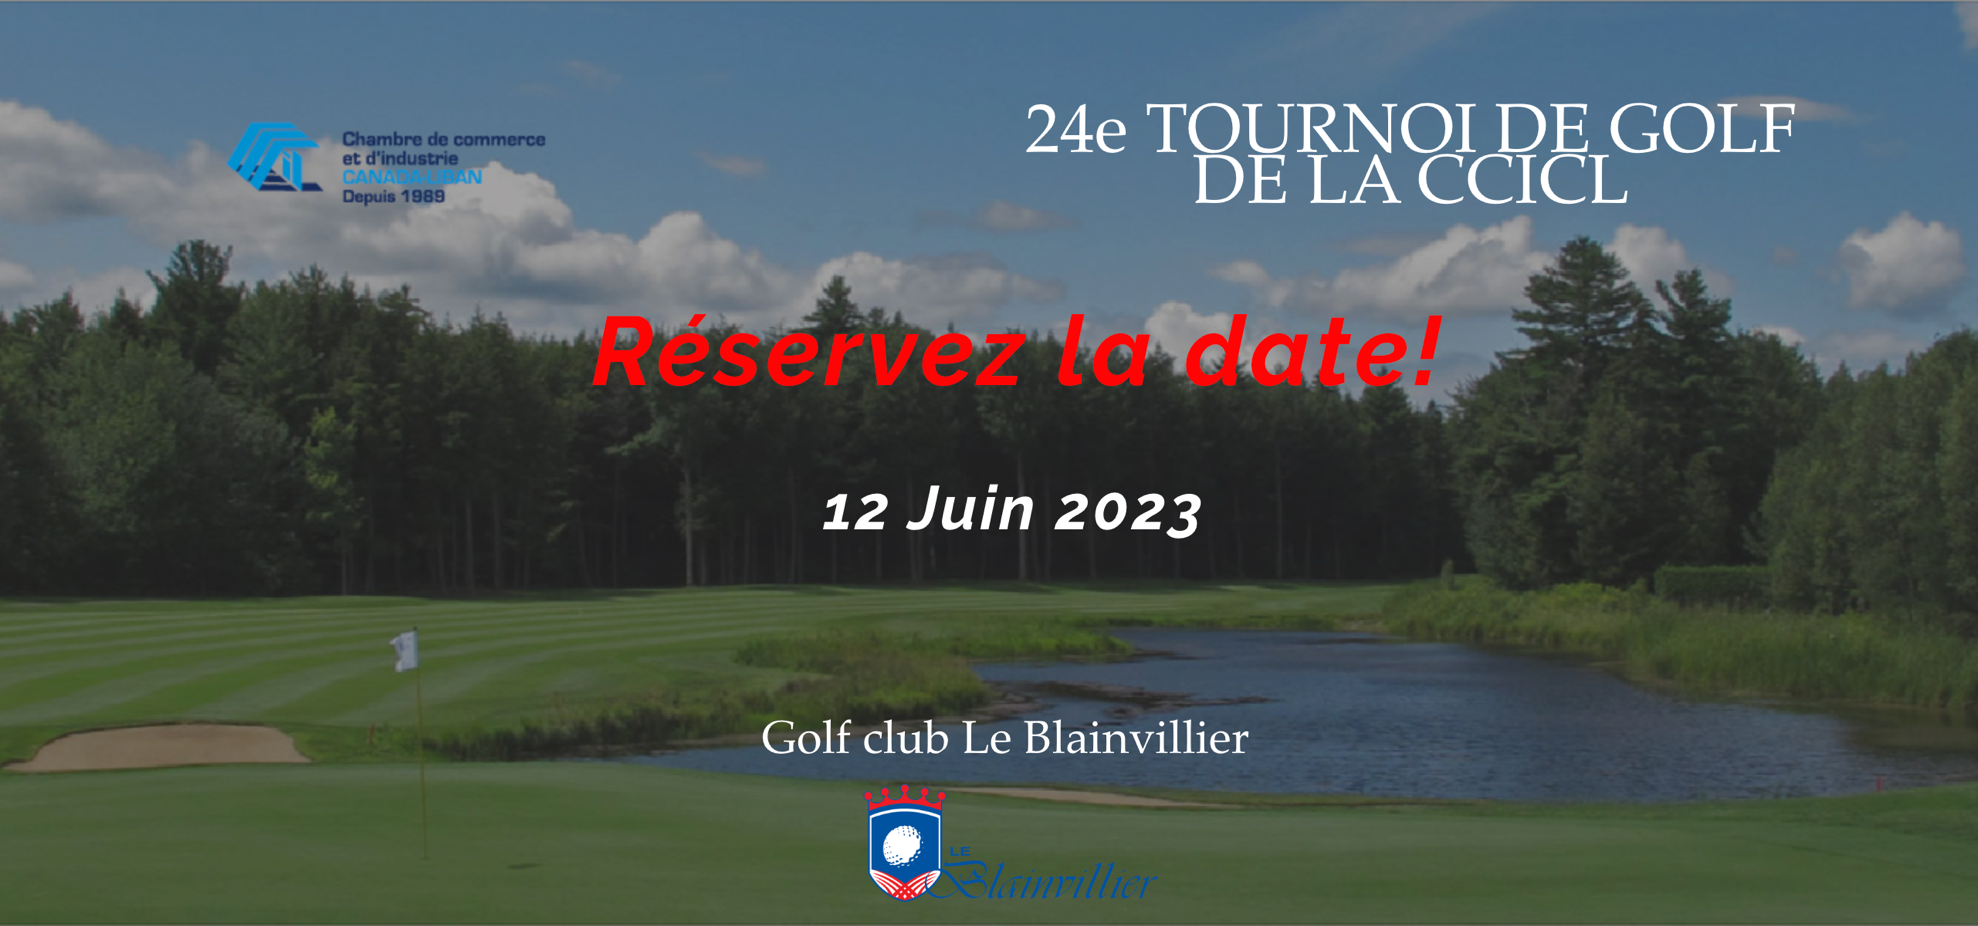 Chambre de commerce
et d'industrie
CANADA-LIBAN
Depuis 1989
24e TOURNOI DE GOLF
DE LA CCICL
Réservez la date!
12 Juin 2023
Golf club Le Blainvillier
LE
Blainvillier